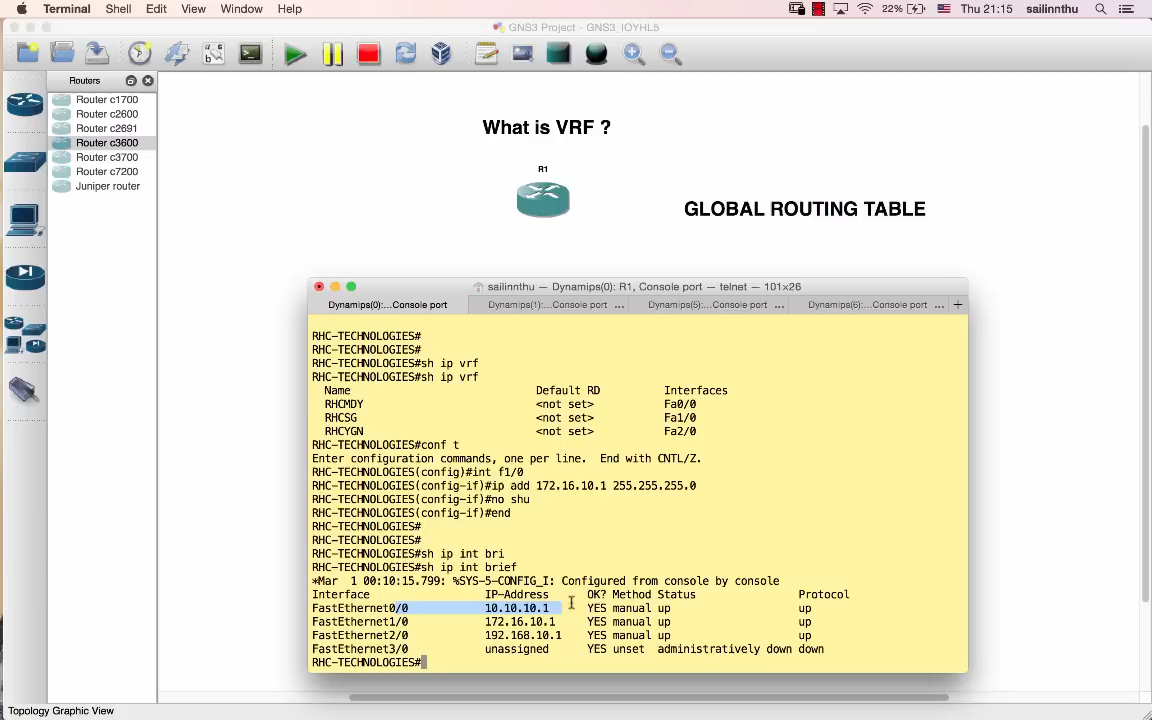 Terminal Shell Edit View Window Help
22% Thu 21:15 sailinnthu
GNS3 Project - GNS3_IOYHL5
Routers
Router c1700
Router c2600
Router c2691
Router c3600
Router c3700
Router c7200
Juniper router
What is VRF ?
R1
GLOBAL ROUTING TABLE
sailinnthu — Dynamips(0): R1, Console port — telnet — 101×26
Dynamips(0):...Console port Dynamips(1):...Console port ... Dynamips(5):...Console port ... Dynamips(6):...Console port ... +
RHC-TECHNOLOGIES#
RHC-TECHNOLOGIES#
RHC-TECHNOLOGIES#sh ip vrf
RHC-TECHNOLOGIES#sh ip vrf
Name Default RD Interfaces
RHCMDY <not set> Fa0/0
RHCSG <not set> Fa1/0
RHCYGN <not set> Fa2/0
RHC-TECHNOLOGIES#conf t
Enter configuration commands, one per line. End with CNTL/Z.
RHC-TECHNOLOGIES(config)#int f1/0
RHC-TECHNOLOGIES(config-if)#ip add 172.16.10.1 255.255.255.0
RHC-TECHNOLOGIES(config-if)#no shu
RHC-TECHNOLOGIES(config-if)#end
RHC-TECHNOLOGIES#
RHC-TECHNOLOGIES#
RHC-TECHNOLOGIES#sh ip int bri
RHC-TECHNOLOGIES#sh ip int brief
*Mar 1 00:10:15.799: %SYS-5-CONFIG_I: Configured from console by console
Interface IP-Address OK? Method Status Protocol
FastEthernet0/0 10.10.10.1 YES manual up up
FastEthernet1/0 172.16.10.1 YES manual up up
FastEthernet2/0 192.168.10.1 YES manual up up
FastEthernet3/0 unassigned YES unset administratively down down
RHC-TECHNOLOGIES#
Topology Graphic View